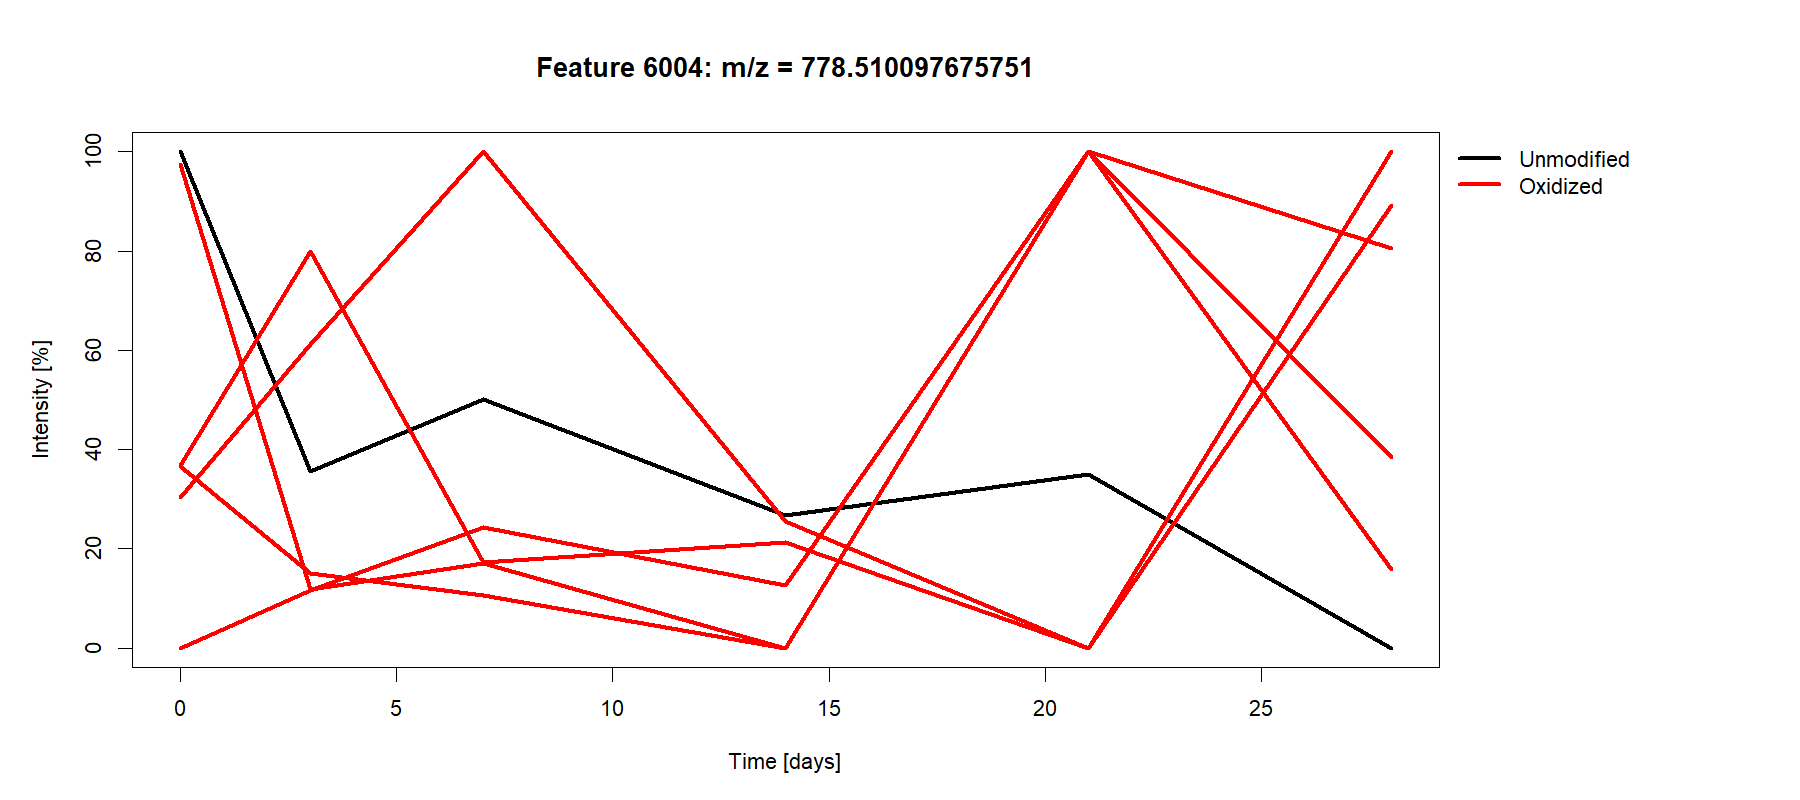 Feature 6004: m/z = 778.510097675751
Unmodified
Oxidized
Intensity [%]
100
80
60
40
20
0
0 5 10 15 20 25
Time [days]